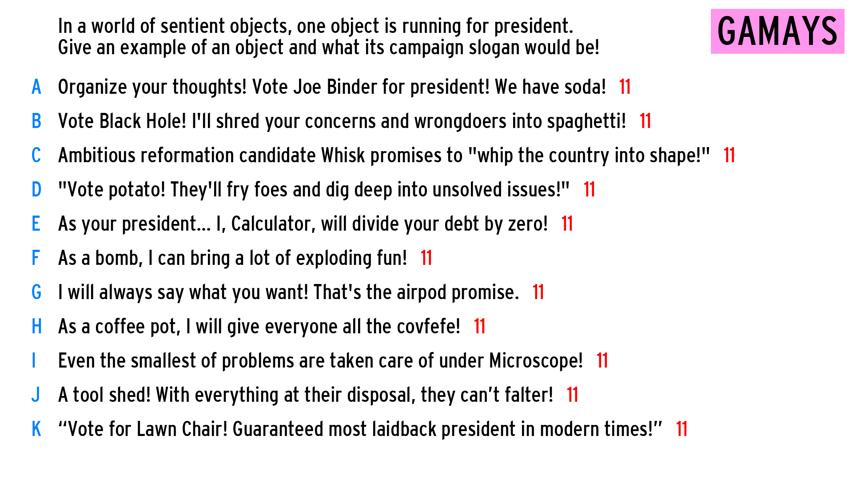 In a world of sentient objects, one object is running for president.
Give an example of an object and what its campaign slogan would be!
GAMAYS
A Organize your thoughts! Vote Joe Binder for president! We have soda! 11
B Vote Black Hole! I'll shred your concerns and wrongdoers into spaghetti! 11
C Ambitious reformation candidate Whisk promises to "whip the country into shape!" 11
D "Vote potato! They'll fry foes and dig deep into unsolved issues!" 11
E As your president... I, Calculator, will divide your debt by zero! 11
F As a bomb, I can bring a lot of exploding fun! 11
G I will always say what you want! That's the airpod promise. 11
H As a coffee pot, I will give everyone all the covfefe! 11
I Even the smallest of problems are taken care of under Microscope! 11
J A tool shed! With everything at their disposal, they can’t falter! 11
K “Vote for Lawn Chair! Guaranteed most laidback president in modern times!” 11